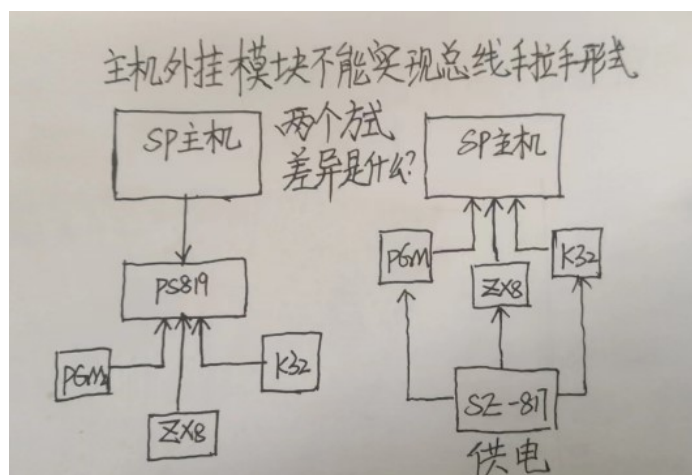 主机外挂模块不能实现总线手拉手形式
两个方式
差异是什么?
SP主机
PS819
PGM
ZX8
K32
SP主机
PGM
ZX8
K32
SZ-817
供电